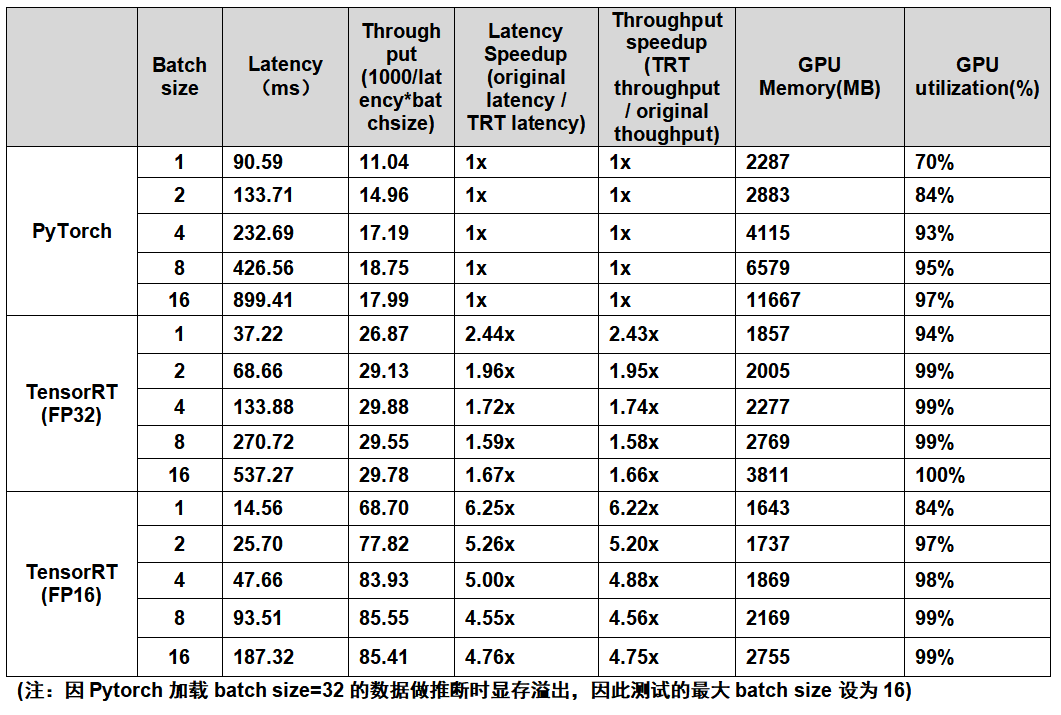 Batch size
Latency (ms)
Through
put
(1000/lat
ency*bat
chsize)
Latency
Speedup
(original
latency /
TRT latency)
Throughput
speedup
(TRT
throughput
/ original
thoughput)
GPU
Memory(MB)
GPU
utilization(%)
PyTorch
1 90.59 11.04 1x 1x 2287 70%
2 133.71 14.96 1x 1x 2883 84%
4 232.69 17.19 1x 1x 4115 93%
8 426.56 18.75 1x 1x 6579 95%
16 899.41 17.99 1x 1x 11667 97%
TensorRT
(FP32)
1 37.22 26.87 2.44x 2.43x 1857 94%
2 68.66 29.13 1.96x 1.95x 2005 99%
4 133.88 29.88 1.72x 1.74x 2277 99%
8 270.72 29.55 1.59x 1.58x 2769 99%
16 537.27 29.78 1.67x 1.66x 3811 100%
TensorRT
(FP16)
1 14.56 68.70 6.25x 6.22x 1643 84%
2 25.70 77.82 5.26x 5.20x 1737 97%
4 47.66 83.93 5.00x 4.88x 1869 98%
8 93.51 85.55 4.55x 4.56x 2169 99%
16 187.32 85.41 4.76x 4.75x 2755 99%
(注：因 Pytorch 加载 batch size=32 的数据做推断时显存溢出，因此测试的最大 batch size 设为 16)